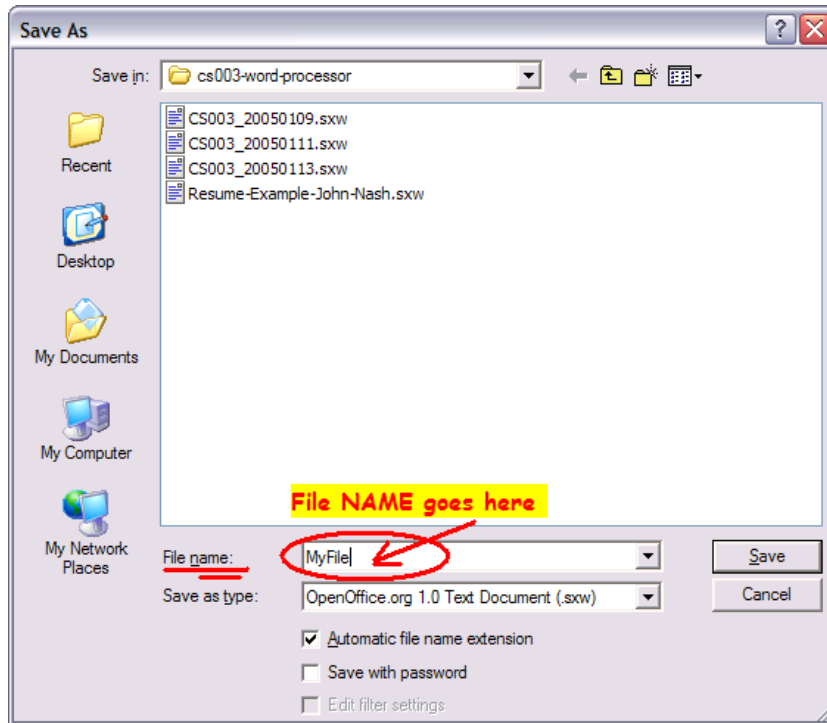 Save As
Save in: cs003-word-processor
CS003_20050109.sxw
CS003_20050111.sxw
CS003_20050113.sxw
Resume-Example-John-Nash.sxw
Recent
Desktop
My Documents
My Computer
My Network
Places
File NAME goes here
File name: MyFile Save
Save as type: OpenOffice.org 1.0 Text Document (.sxw) Cancel
Automatic file name extension
Save with password
Edit filter settings